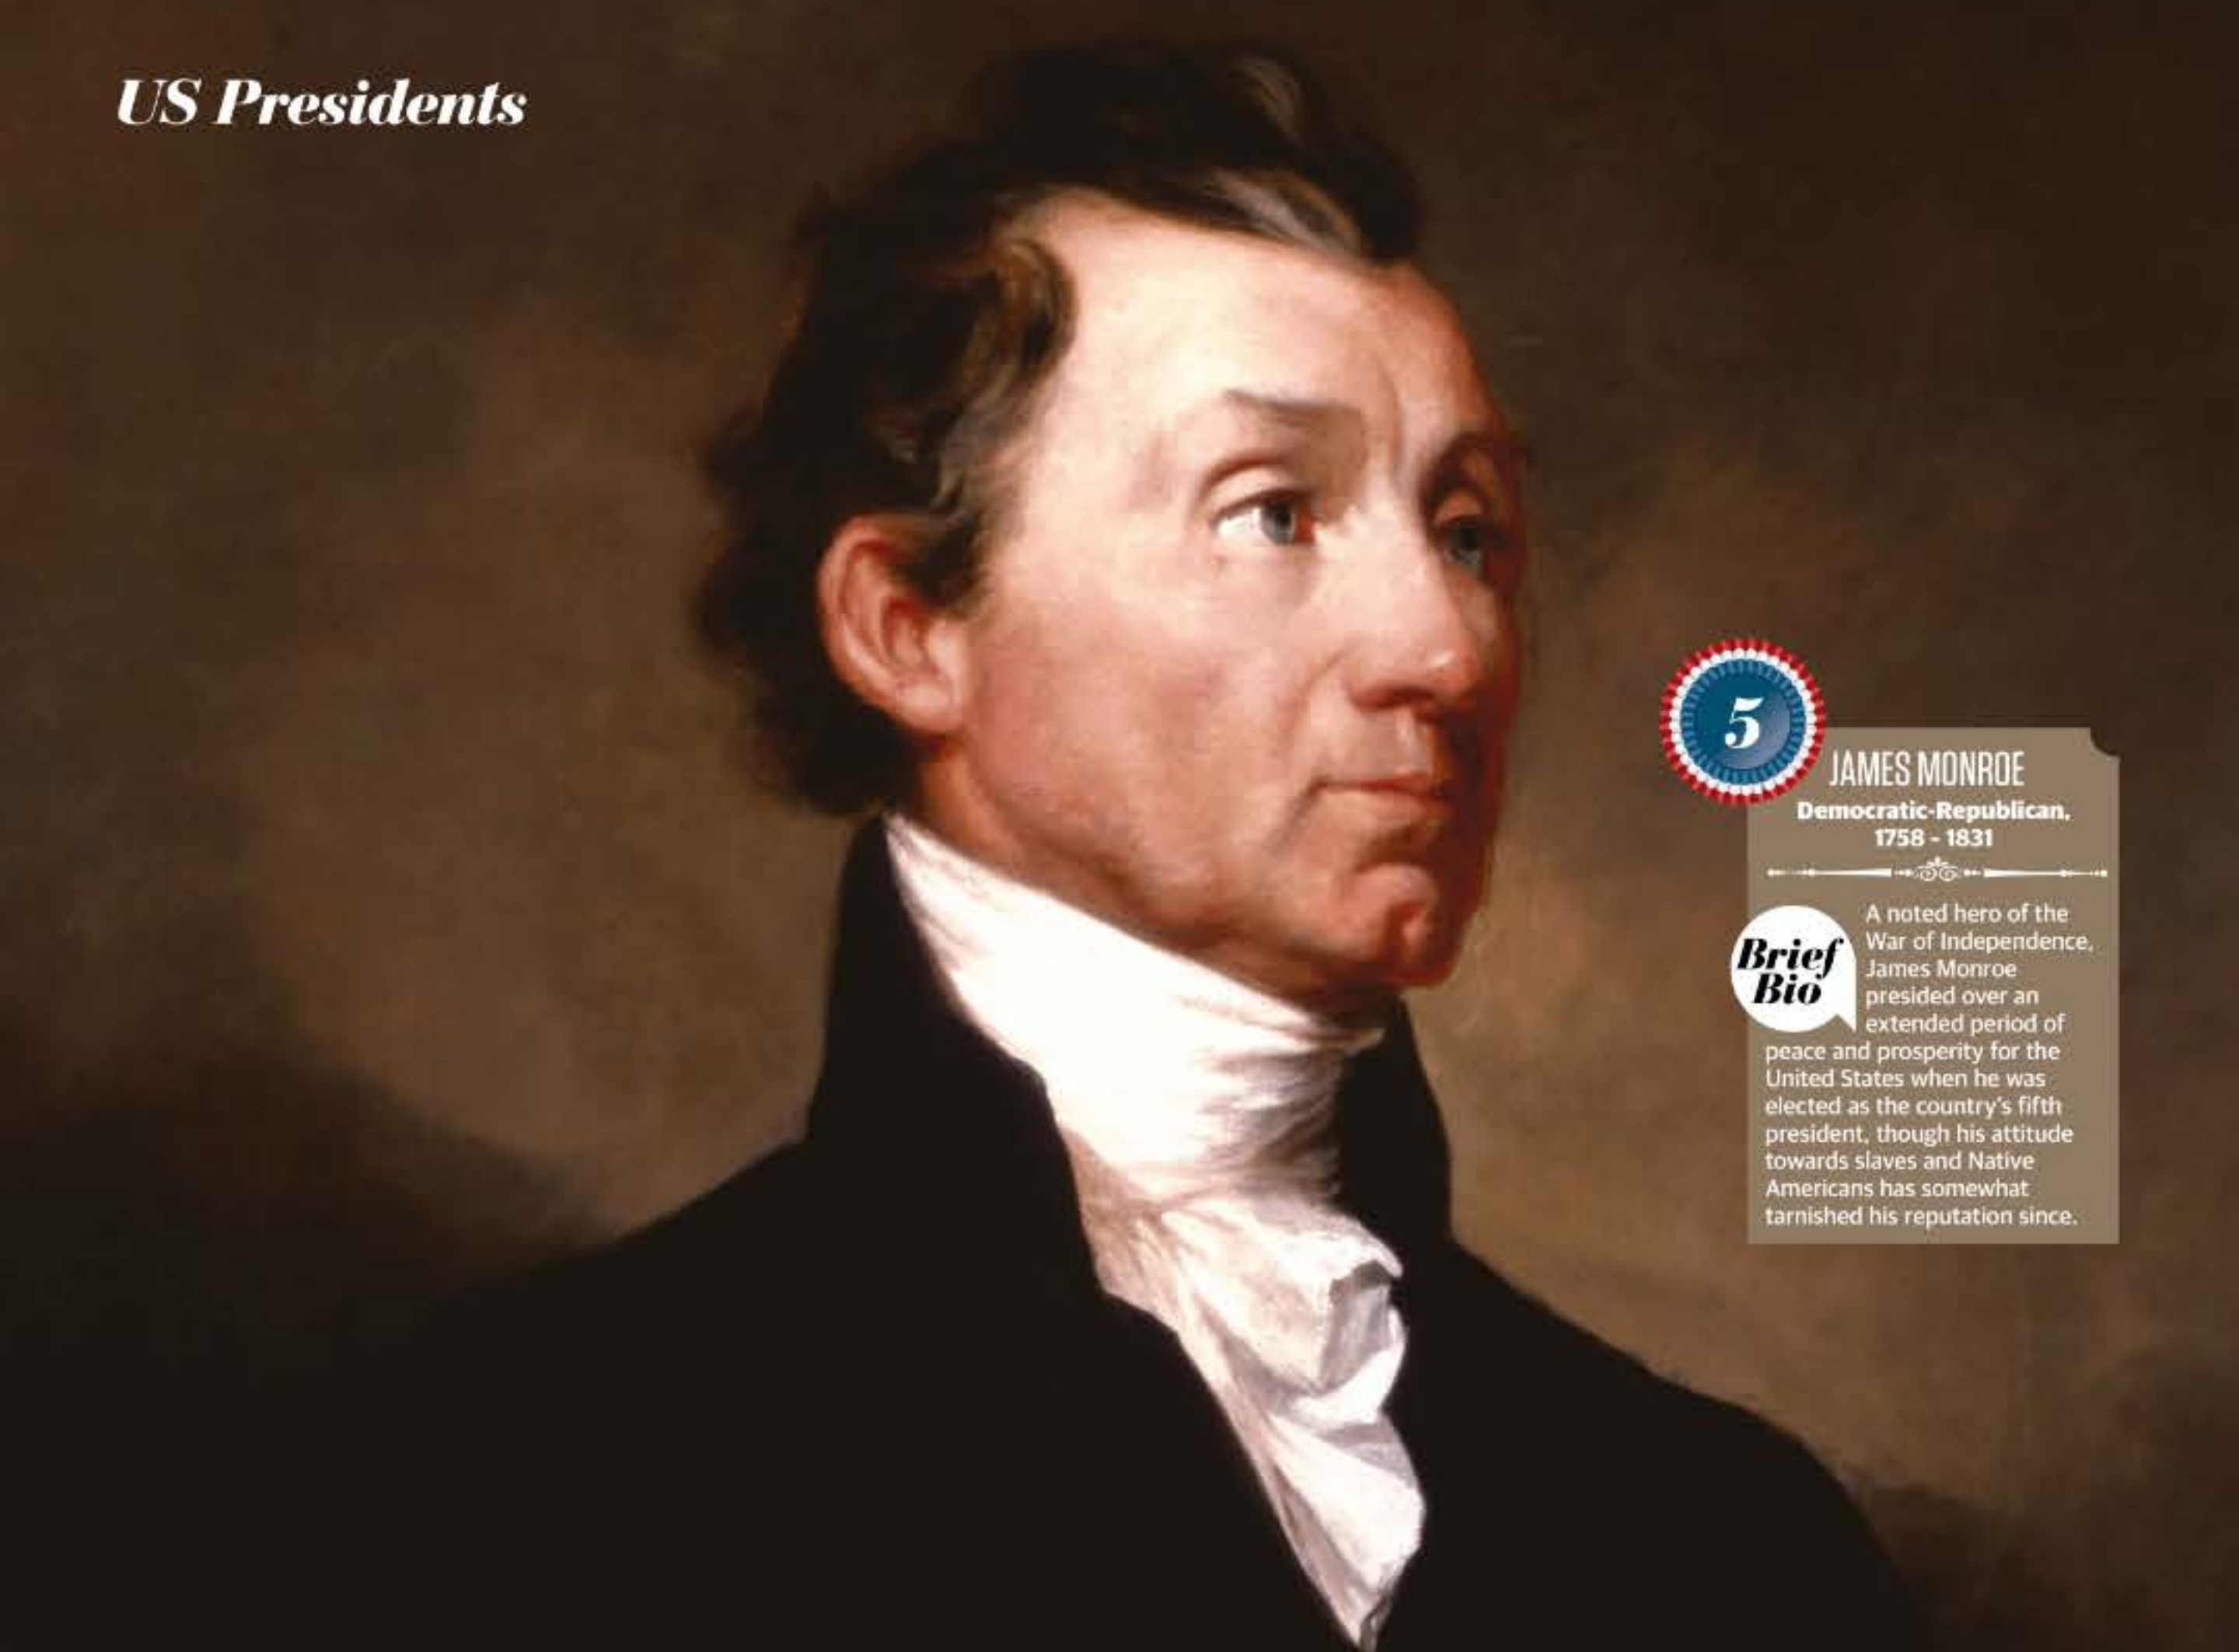 US Presidents
5
JAMES MONROE
Democratic-Republican,
1758 - 1831
Brief
Bio
A noted hero of the
War of Independence,
James Monroe
presided over an
extended period of
peace and prosperity for the
United States when he was
elected as the country's fifth
president, though his attitude
towards slaves and Native
Americans has somewhat
tarnished his reputation since.